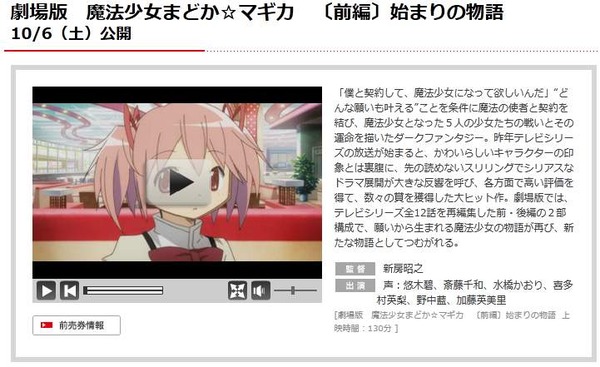 劇場版　魔法少女まどか☆マギカ　〔前編〕始まりの物語
10/6（土）公開
「僕と契約して、魔法少女になって欲しいんだ」“ど
んな願いも叶える”ことを条件に魔法の使者と契約を
結び、魔法少女となった５人の少女たちの戦いとその
運命を描いたダークファンタジー。昨年テレビシリー
ズの放送が始まると、かわいらしいキャラクターの印
象とは裏腹に、先の読めないスリリングでシリアスな
ドラマ展開が大きな反響を呼び、各方面で高い評価を
得て、数々の賞を獲得した大ヒット作。劇場版では、
テレビシリーズ全12話を再編集した前・後編の２部
構成で、願いから生まれる魔法少女の物語が再び、新
たな物語としてつむがれる。
監督　新房昭之
出演　声：悠木碧、斎藤千和、水橋かおり、喜多
村英梨、野中藍、加藤英美里
[劇場版　魔法少女まどか☆マギカ　〔前編〕始まりの物語 上
映時間：130分 ]
前売券情報